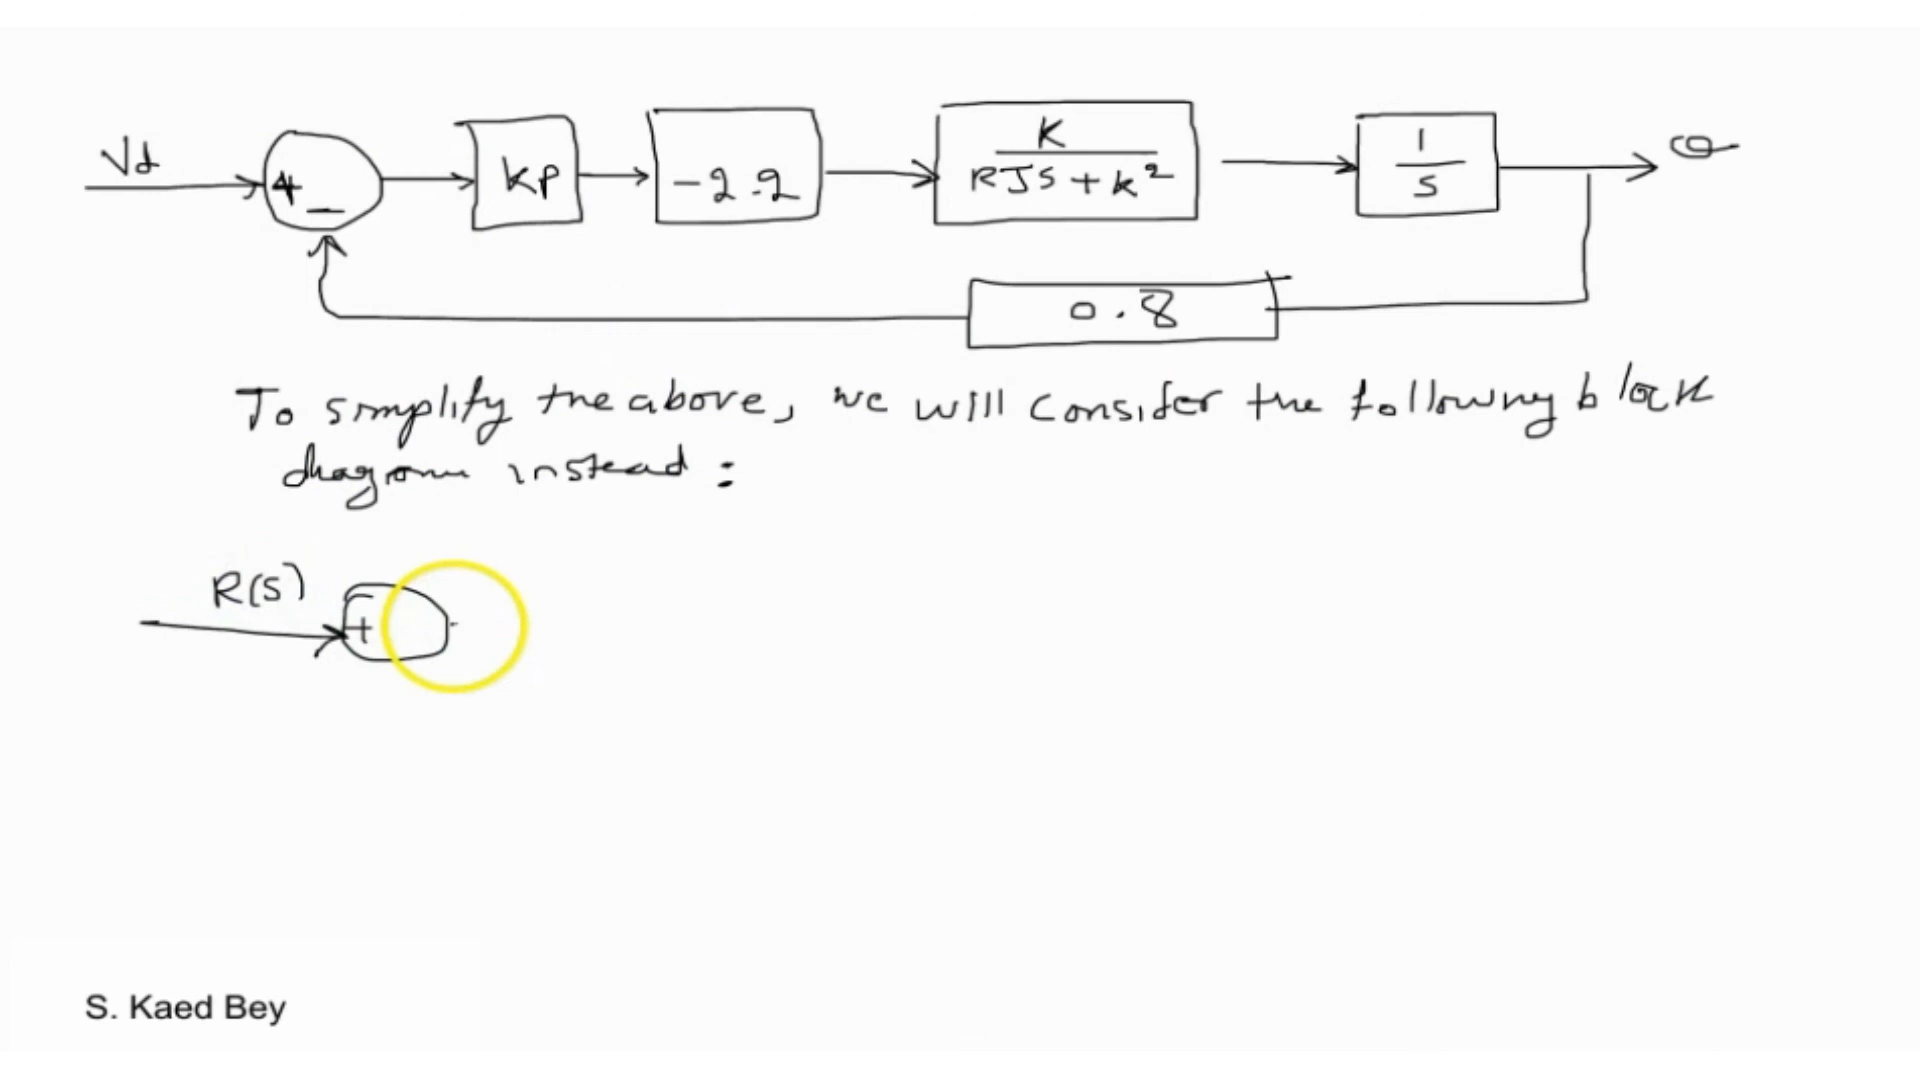 Vd
+
−
kp
-2.2
K
RJS + k²
1
s
θ
0.8
To simplify the above, we will consider the following block
diagram instead :
R(S)
+
S. Kaed Bey